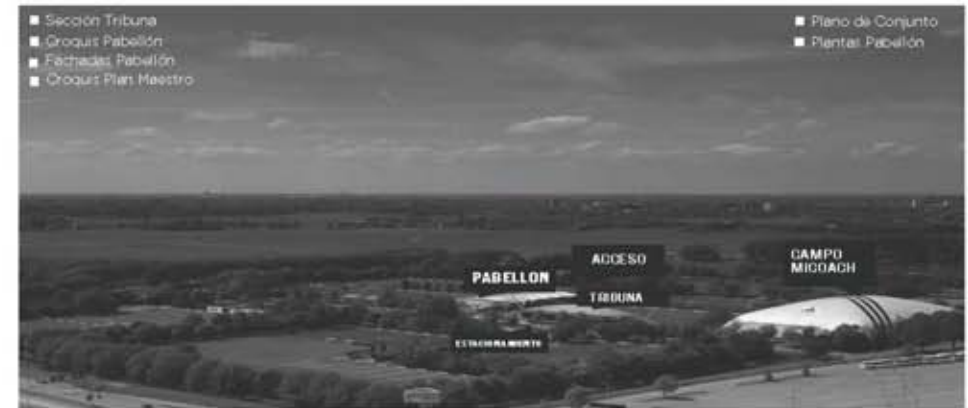 Sección Tribuna
Croquis Pabellón
Fachadas Pabellón
Croquis Plan Maestro
Plano de Conjunto
Plantas Pabellón
ACCESO
CAMPO
MICOACH
PABELLON
TRIBUNA
ESTACIONAMIENTO